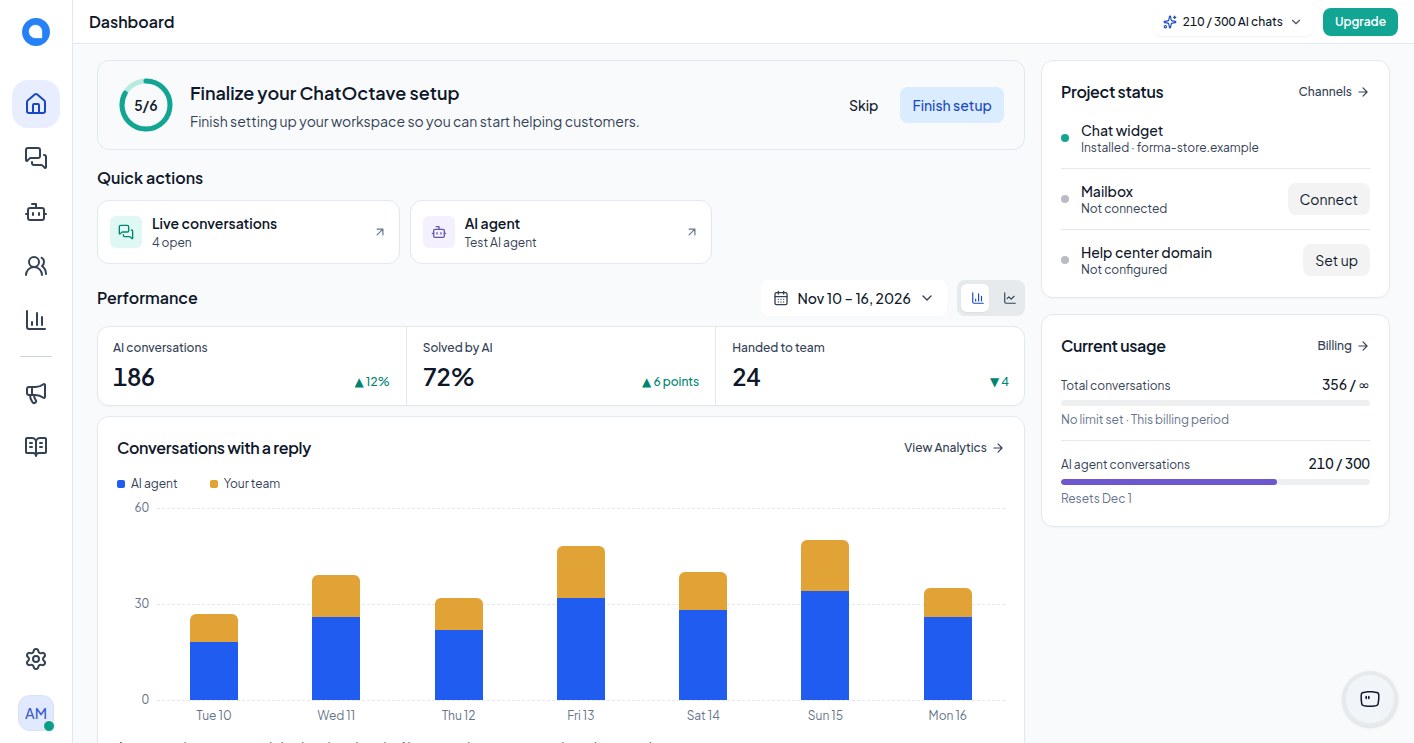 Dashboard
210 / 300 AI chats
Upgrade
5/6
Finalize your ChatOctave setup
Finish setting up your workspace so you can start helping customers.
Skip
Finish setup
Quick actions
Live conversations
4 open
AI agent
Test AI agent
Performance
Nov 10 – 16, 2026
AI conversations
186
▲ 12%
Solved by AI
72%
▲ 6 points
Handed to team
24
▼ 4
Conversations with a reply
View Analytics →
AI agent
Your team
60
30
0
Tue 10
Wed 11
Thu 12
Fri 13
Sat 14
Sun 15
Mon 16
Project status
Channels →
Chat widget
Installed · forma-store.example
Mailbox
Not connected
Connect
Help center domain
Not configured
Set up
Current usage
Billing →
Total conversations
356 / ∞
No limit set · This billing period
AI agent conversations
210 / 300
Resets Dec 1
AM